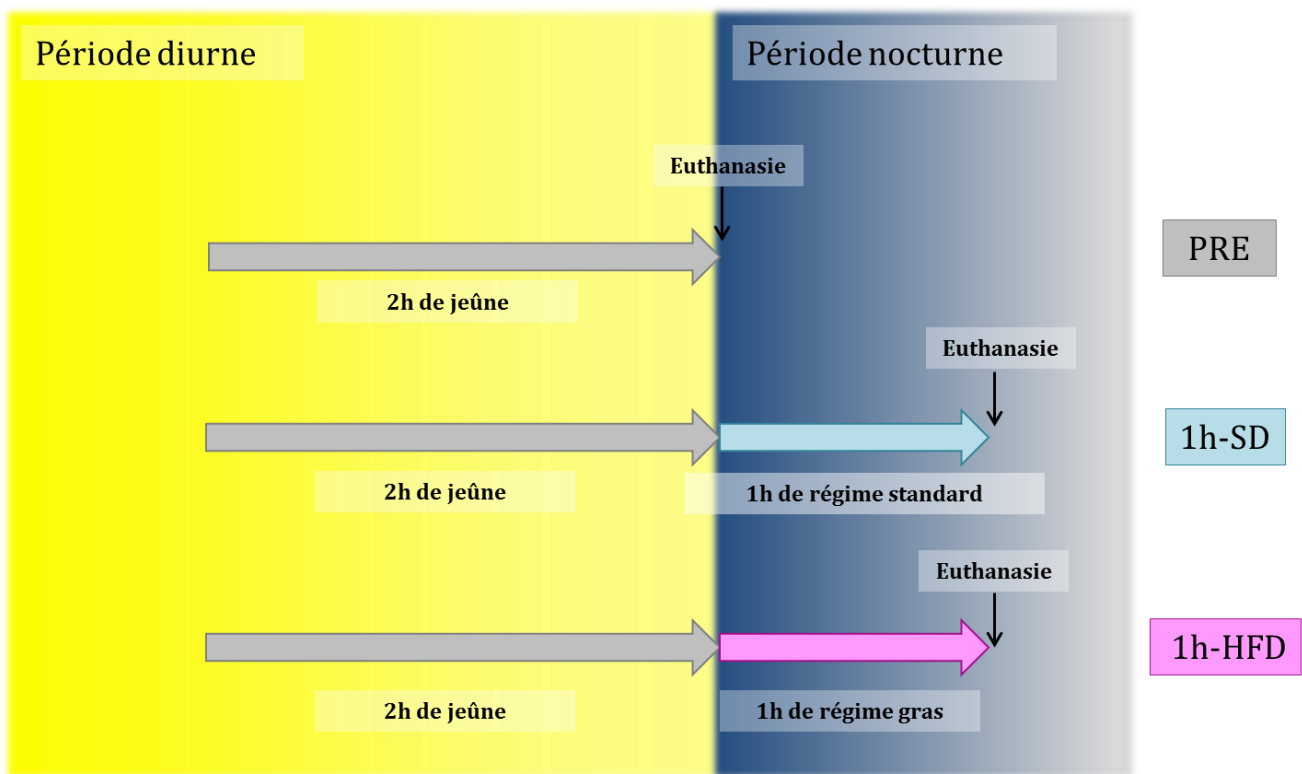 Période diurne
Période nocturne
Euthanasie
PRE
2h de jeûne
Euthanasie
1h-SD
2h de jeûne
1h de régime standard
Euthanasie
1h-HFD
2h de jeûne
1h de régime gras